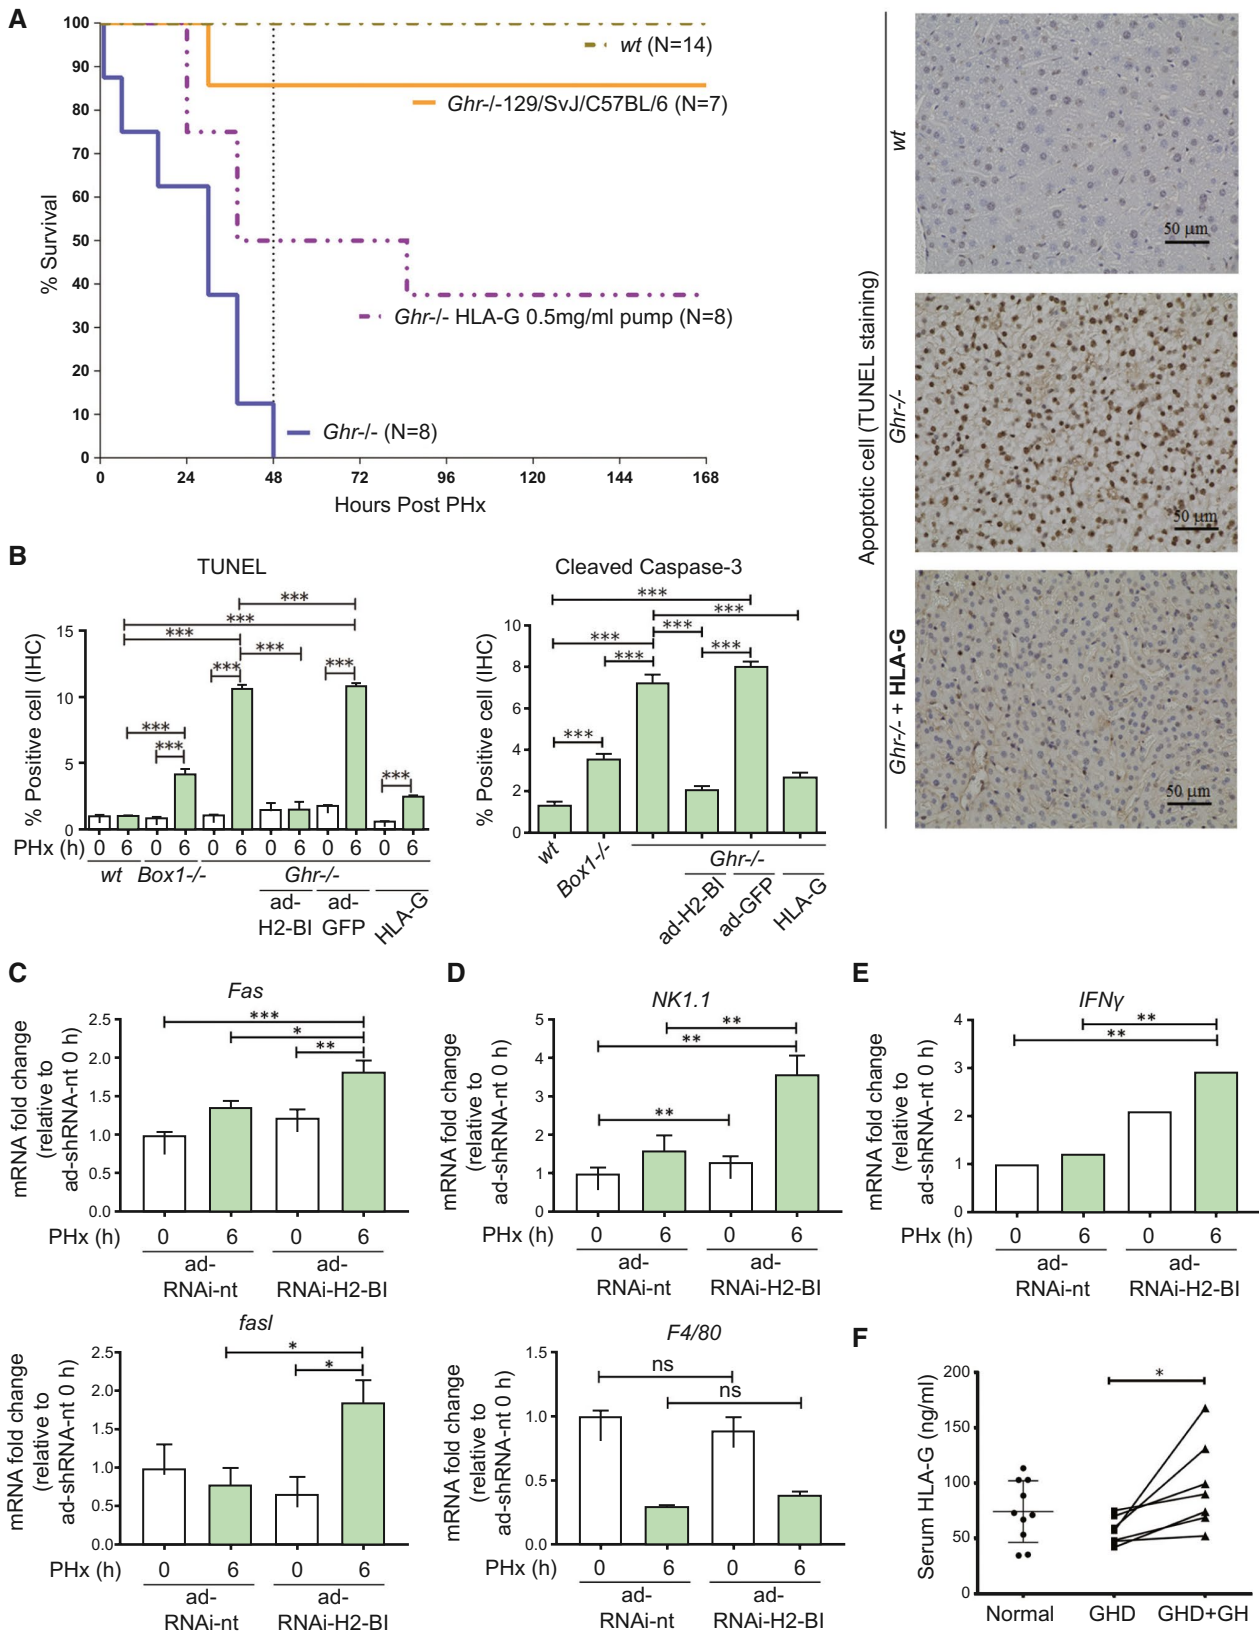 A
100
90
80
70
60
50
40
30
20
10
0
% Survival
0 24 48 72 96 120 144 168
Hours Post PHx
wt (N=14)
Ghr-/-129/SvJ/C57BL/6 (N=7)
Ghr-/- HLA-G 0.5mg/ml pump (N=8)
Ghr-/- (N=8)
Apoptotic cell (TUNEL staining)
wt
50 μm
Ghr-/-
50 μm
Ghr-/- + HLA-G
50 μm
B
TUNEL
% Positive cell (IHC)
15
10
5
0
***
***
***
***
***
***
***
***
***
PHx (h) 0 6 0 6 0 6 0 6 0 6 0 6
wt Box1-/- Ghr-/-
ad-
H2-BI
ad-
GFP
HLA-G
Cleaved Caspase-3
% Positive cell (IHC)
10
8
6
4
2
0
***
***
***
***
***
***
***
wt
Box1-/-
Ghr-/-
ad-H2-BI
ad-GFP
HLA-G
C
Fas
mRNA fold change
(relative to
ad-shRNA-nt 0 h)
2.5
2.0
1.5
1.0
0.5
0.0
***
*
**
PHx (h) 0 6 0 6
ad-
RNAi-nt
ad-
RNAi-H2-BI
fasl
mRNA fold change
(relative to
ad-shRNA-nt 0 h)
2.5
2.0
1.5
1.0
0.5
0.0
*
*
PHx (h) 0 6 0 6
ad-
RNAi-nt
ad-
RNAi-H2-BI
D
NK1.1
mRNA fold change
(relative to
ad-shRNA-nt 0 h)
5
4
3
2
1
0
**
**
**
PHx (h) 0 6 0 6
ad-
RNAi-nt
ad-
RNAi-H2-BI
F4/80
mRNA fold change
(relative to
ad-shRNA-nt 0 h)
1.5
1.0
0.5
0.0
ns
ns
PHx (h) 0 6 0 6
ad-
RNAi-nt
ad-
RNAi-H2-BI
E
IFNγ
mRNA fold change
(relative to
ad-shRNA-nt 0 h)
4
3
2
1
0
**
**
PHx (h) 0 6 0 6
ad-
RNAi-nt
ad-
RNAi-H2-BI
F
Serum HLA-G (ng/ml)
200
150
100
50
0
*
Normal GHD GHD+GH